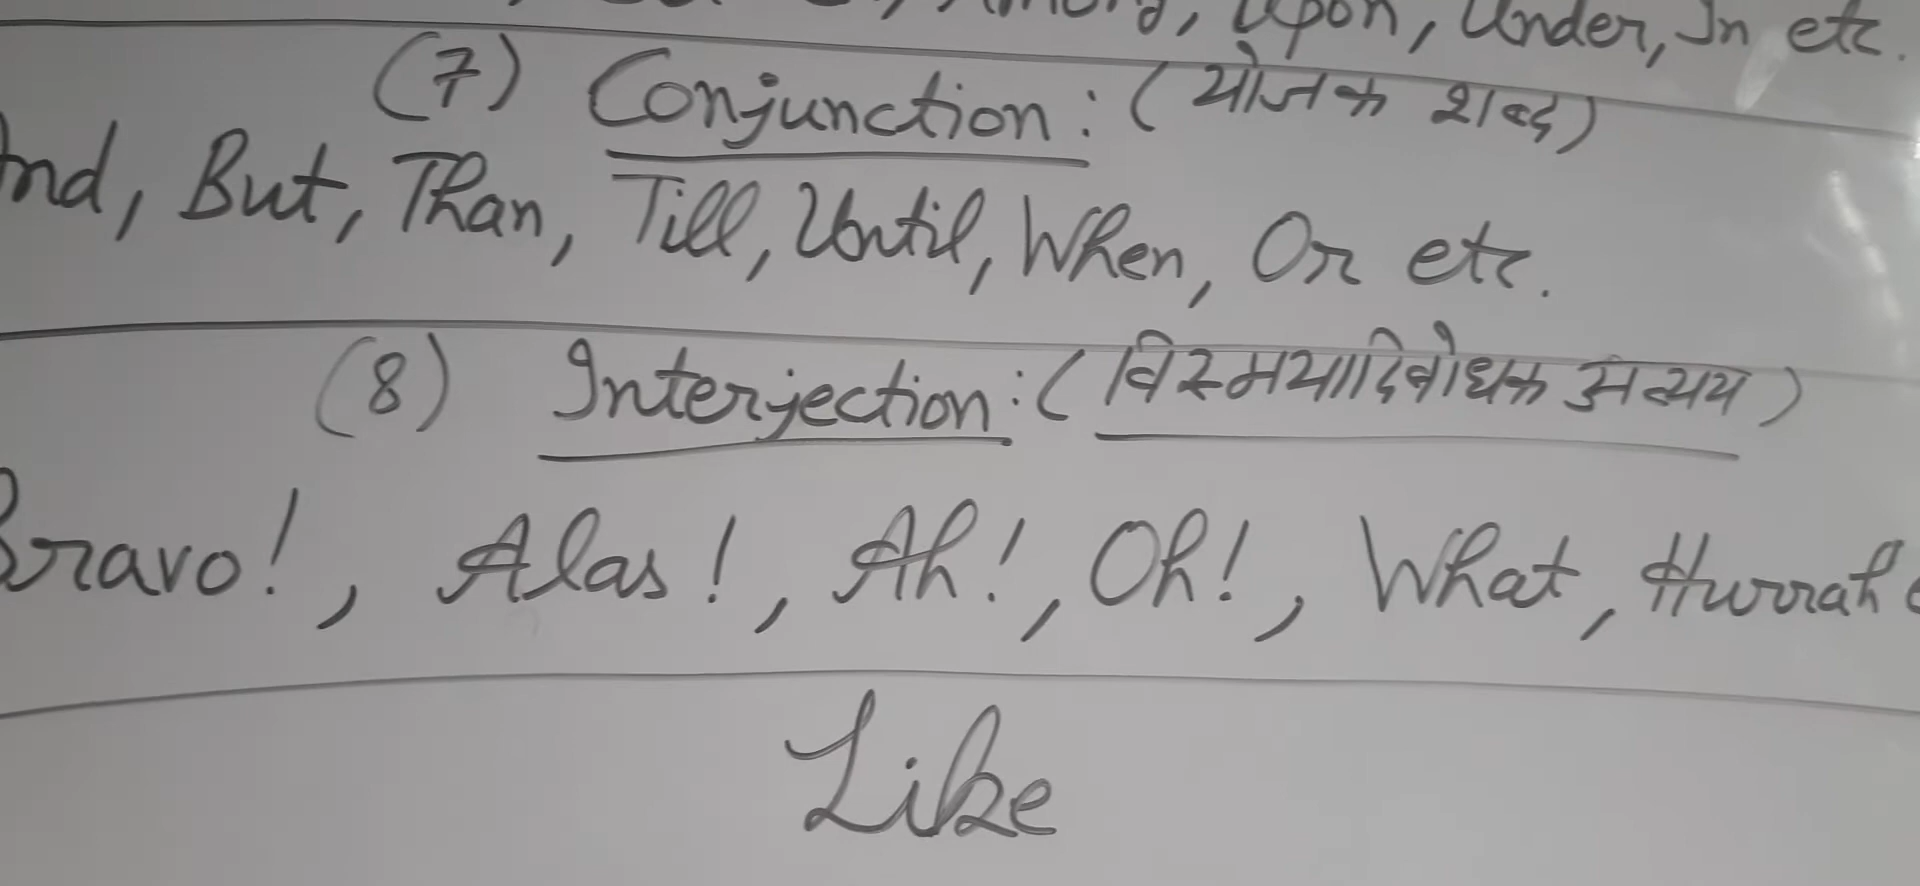 Upon, Under, In etc.
(7) Conjunction : (योजक शब्द)
And, But, Than, Till, Until, When, Or etc.
(8) Interjection : (विस्मयादिबोधक अव्यय)
Bravo!, Alas!, Ah!, Oh!, What, Hurrah
Like